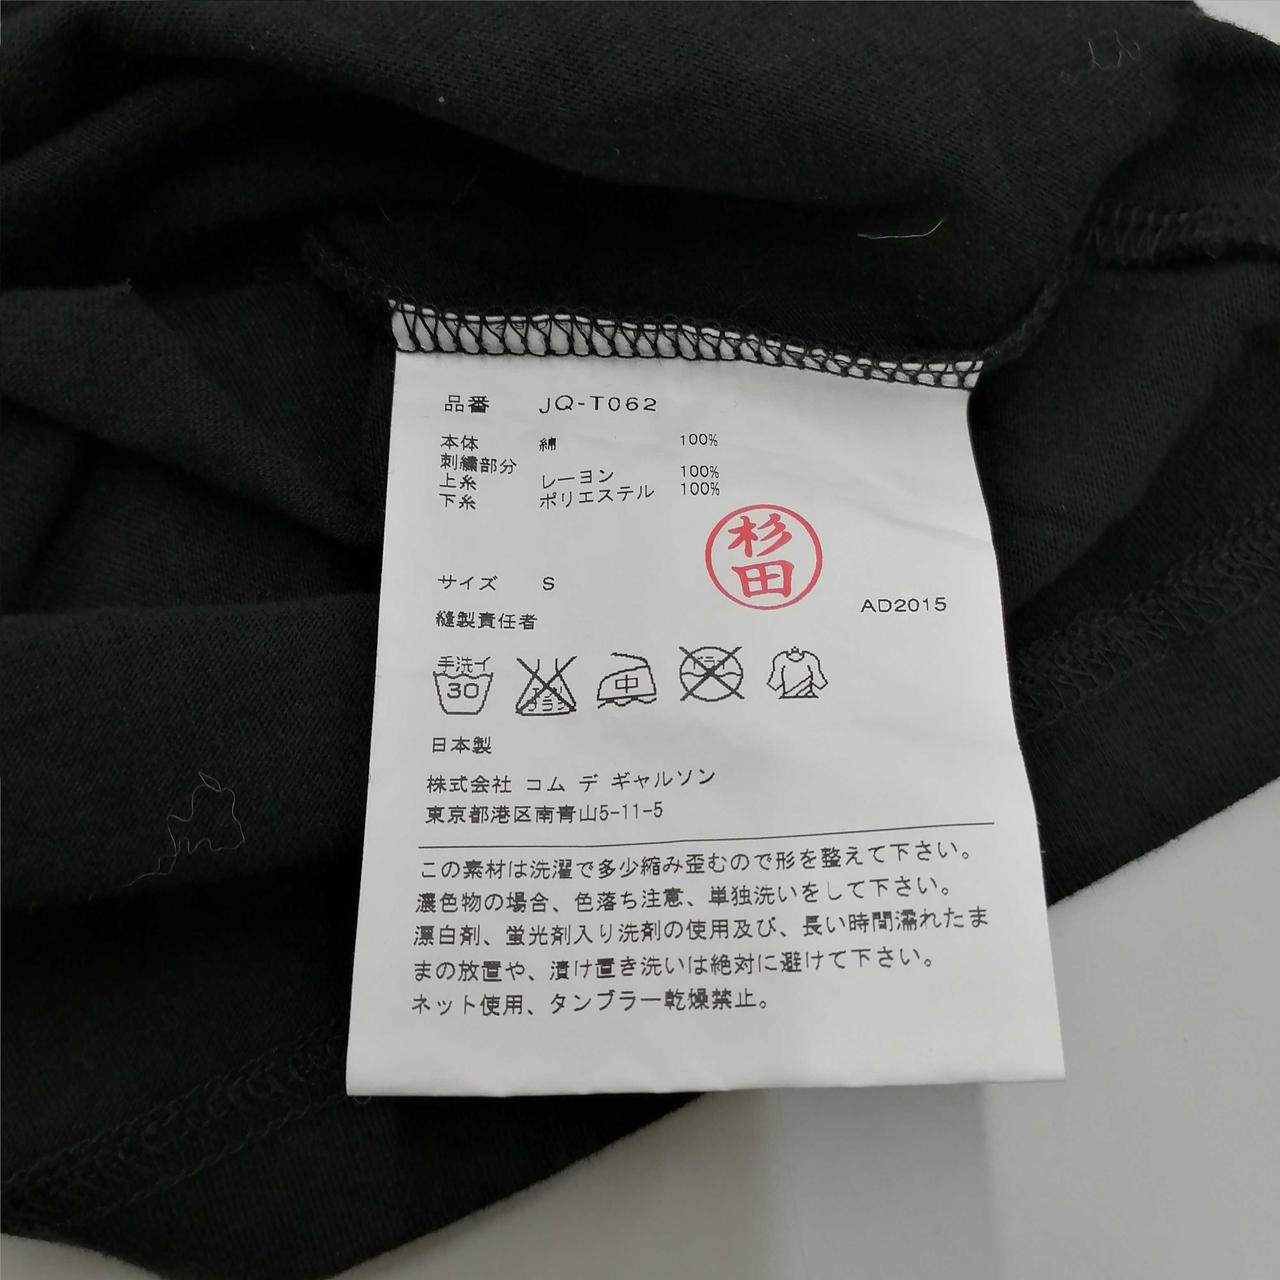 品番 JQ-T062
本体 綿 100%
刺繍部分
上糸 レーヨン 100%
下糸 ポリエステル 100%
杉
田
サイズ S
AD2015
縫製責任者
手洗イ
30
エンソ
サラシ
中
ドライ
日本製
株式会社 コム デ ギャルソン
東京都港区南青山5-11-5
この素材は洗濯で多少縮み歪むので形を整えて下さい。
濃色物の場合、色落ち注意、単独洗いをして下さい。
漂白剤、蛍光剤入り洗剤の使用及び、長い時間濡れたま
まの放置や、漬け置き洗いは絶対に避けて下さい。
ネット使用、タンブラー乾燥禁止。